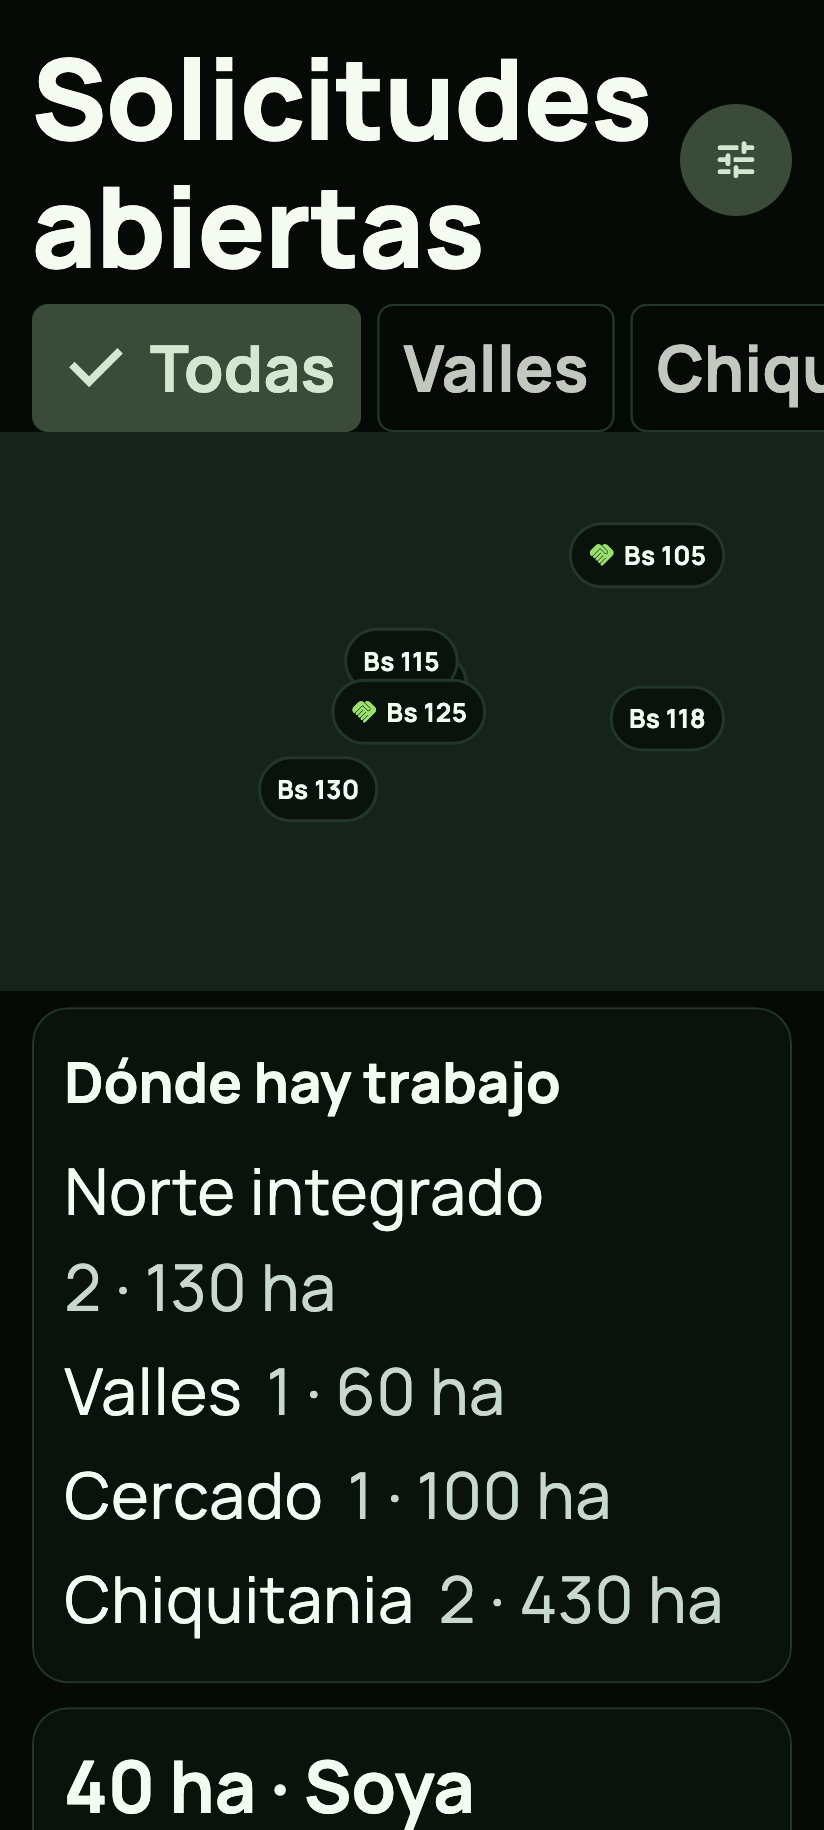 Solicitudes
abiertas
Todas
Valles
Chiqu
Bs 105
Bs 115
Bs 125
Bs 118
Bs 130
Dónde hay trabajo
Norte integrado
2 · 130 ha
Valles 1 · 60 ha
Cercado 1 · 100 ha
Chiquitania 2 · 430 ha
40 ha · Soya